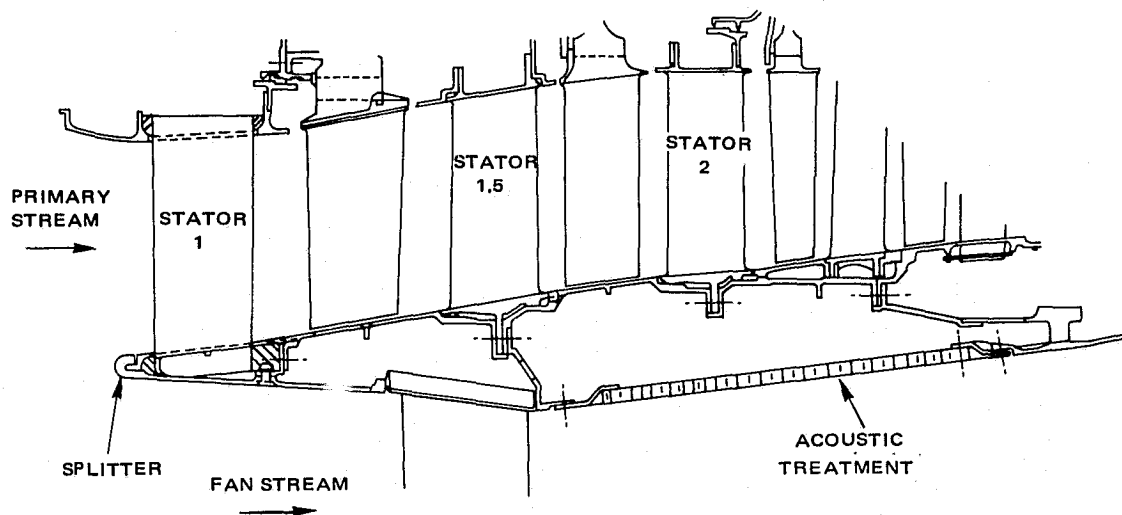 PRIMARY
STREAM
STATOR
1
STATOR
1.5
STATOR
2
SPLITTER
FAN STREAM
ACOUSTIC
TREATMENT